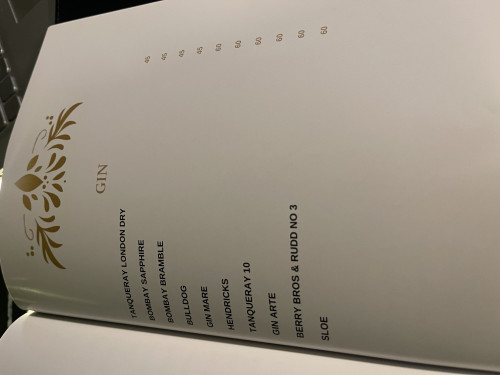 GIN
TANQUERAY LONDON DRY 45
BOMBAY SAPPHIRE 45
BOMBAY BRAMBLE 45
BULLDOG 45
GIN MARE 60
HENDRICKS 60
TANQUERAY 10 60
GIN ARTE 60
BERRY BROS & RUDD NO 3 60
SLOE 60